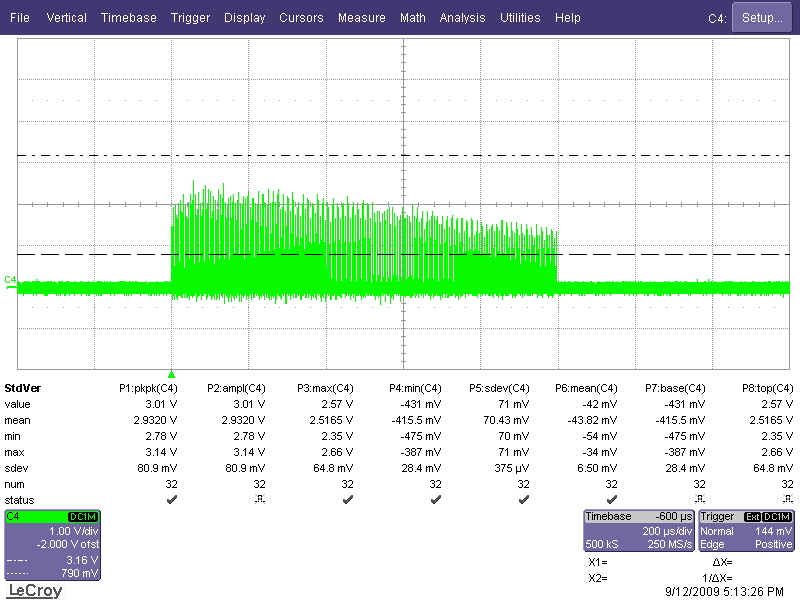 File Vertical Timebase Trigger Display Cursors Measure Math Analysis Utilities Help C4: Setup...
C4
StdVer P1:pkpk(C4) P2:ampl(C4) P3:max(C4) P4:min(C4) P5:sdev(C4) P6:mean(C4) P7:base(C4) P8:top(C4)
value 3.01 V 3.01 V 2.57 V -431 mV 71 mV -42 mV -431 mV 2.57 V
mean 2.9320 V 2.9320 V 2.5165 V -415.5 mV 70.43 mV -43.82 mV -415.5 mV 2.5165 V
min 2.78 V 2.78 V 2.35 V -475 mV 70 mV -54 mV -475 mV 2.35 V
max 3.14 V 3.14 V 2.66 V -387 mV 71 mV -34 mV -387 mV 2.66 V
sdev 80.9 mV 80.9 mV 64.8 mV 28.4 mV 375 µV 6.50 mV 28.4 mV 64.8 mV
num 32 32 32 32 32 32 32 32
status
C4 DC1M
1.00 V/div
-2.000 V ofst
3.16 V
790 mV
Timebase -600 µs
200 µs/div
500 kS 250 MS/s
Trigger Ext DC1M
Normal 144 mV
Edge Positive
X1= ΔX=
X2= 1/ΔX=
LeCroy
9/12/2009 5:13:26 PM